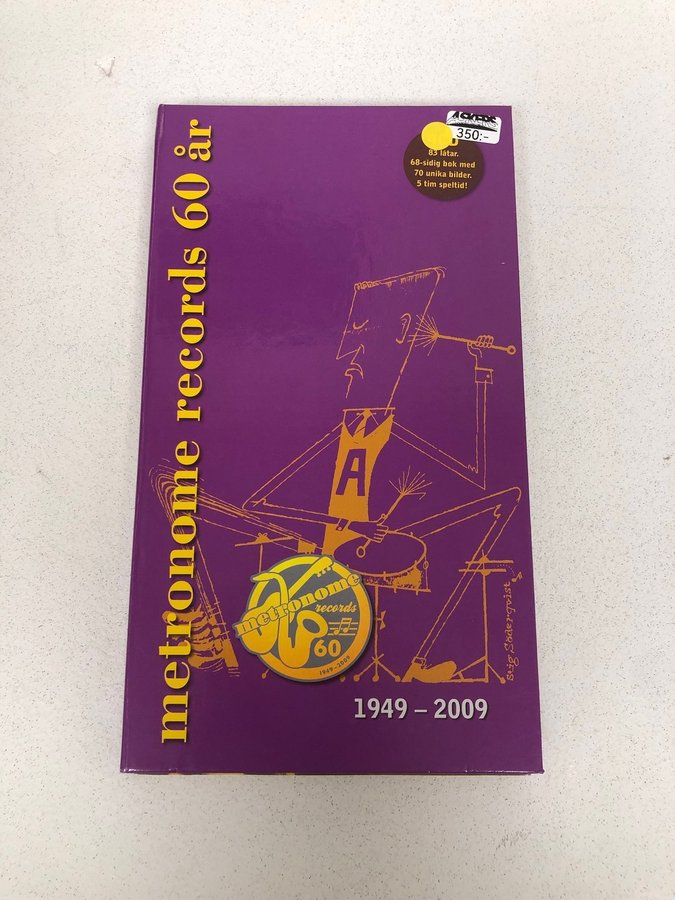 metronome records 60 år
350:-
83 låtar.
68-sidig bok med
70 unika bilder.
5 tim speltid!
A
metronome
records
60
1949-2009
Stig Söderqvist
1949 – 2009